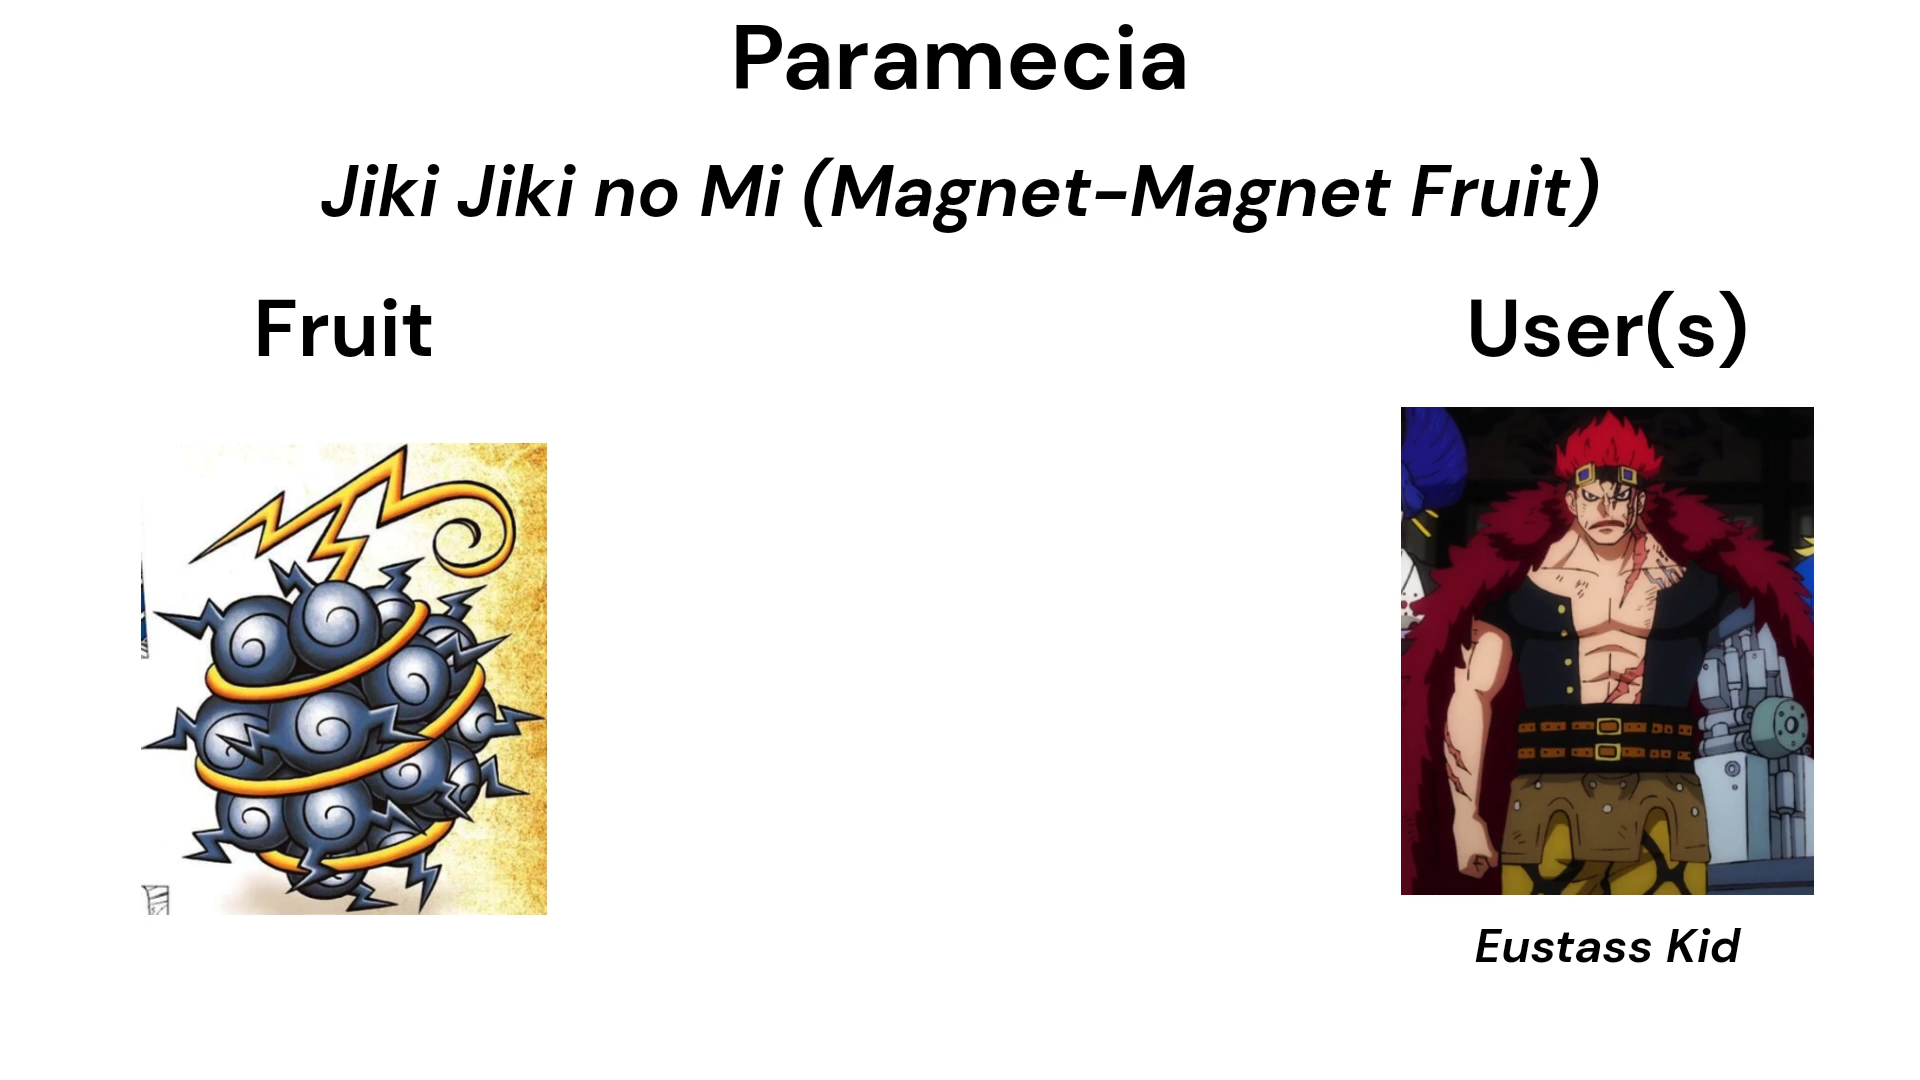 Paramecia
Jiki Jiki no Mi (Magnet-Magnet Fruit)
Fruit
User(s)
Eustass Kid